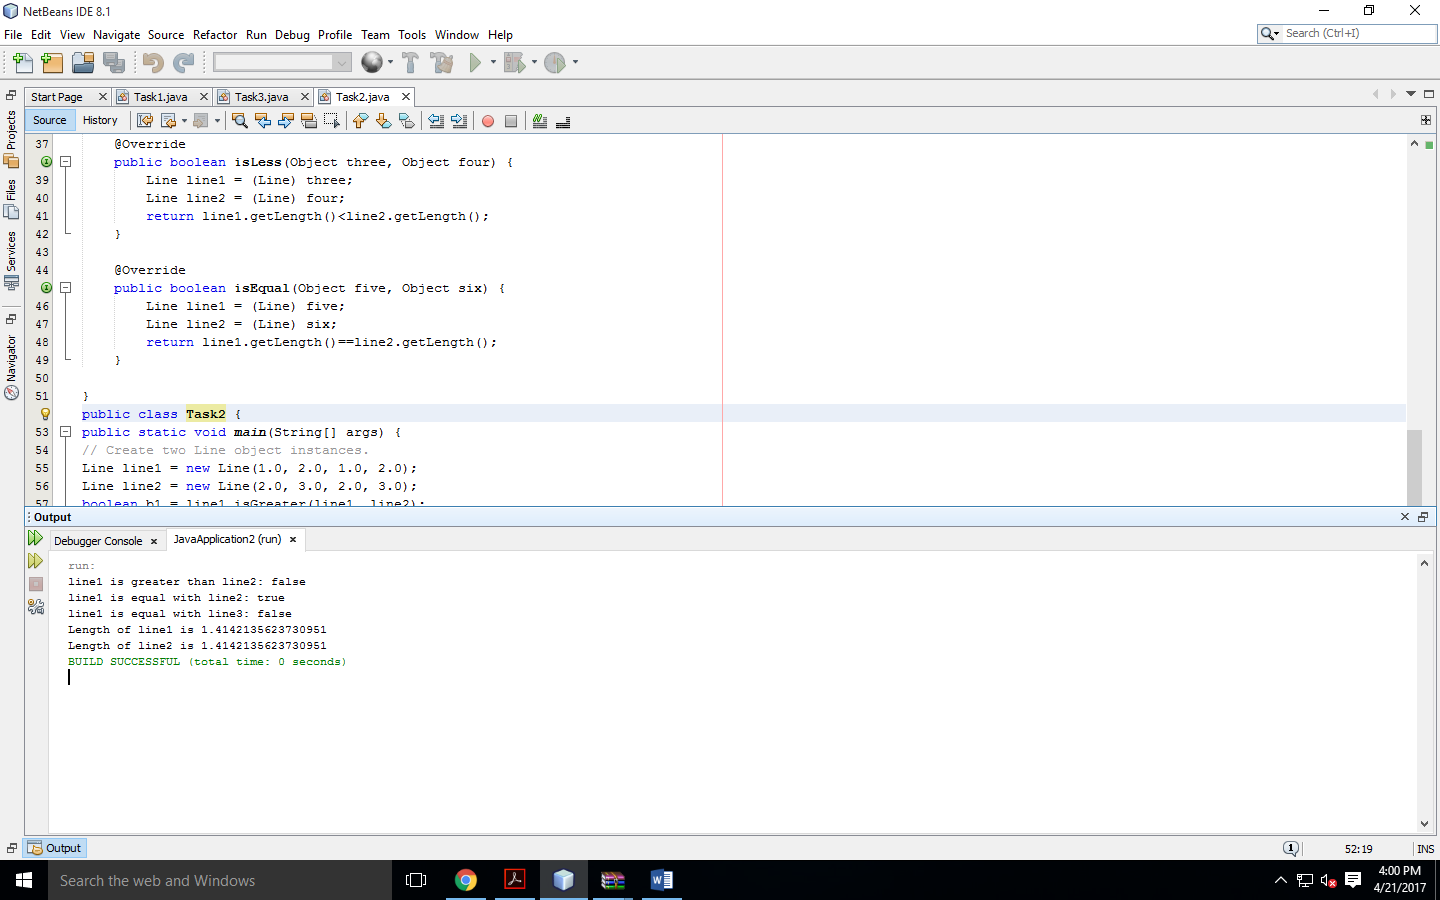 NetBeans IDE 8.1
File Edit View Navigate Source Refactor Run Debug Profile Team Tools Window Help
Search (Ctrl+I)
Start Page Task1.java Task3.java Task2.java
Source History
Projects
Files
Services
Navigator
37 @Override
public boolean isLess(Object three, Object four) {
39 Line line1 = (Line) three;
40 Line line2 = (Line) four;
41 return line1.getLength()<line2.getLength();
42 }
43
44 @Override
public boolean isEqual(Object five, Object six) {
46 Line line1 = (Line) five;
47 Line line2 = (Line) six;
48 return line1.getLength()==line2.getLength();
49 }
50
51 }
public class Task2 {
53 public static void main(String[] args) {
54 // Create two Line object instances.
55 Line line1 = new Line(1.0, 2.0, 1.0, 2.0);
56 Line line2 = new Line(2.0, 3.0, 2.0, 3.0);
57 boolean b1 = line1.isGreater(line1, line2);
Output
Debugger Console JavaApplication2 (run)
run:
line1 is greater than line2: false
line1 is equal with line2: true
line1 is equal with line3: false
Length of line1 is 1.4142135623730951
Length of line2 is 1.4142135623730951
BUILD SUCCESSFUL (total time: 0 seconds)
Output
1 52:19 INS
Search the web and Windows
4:00 PM
4/21/2017